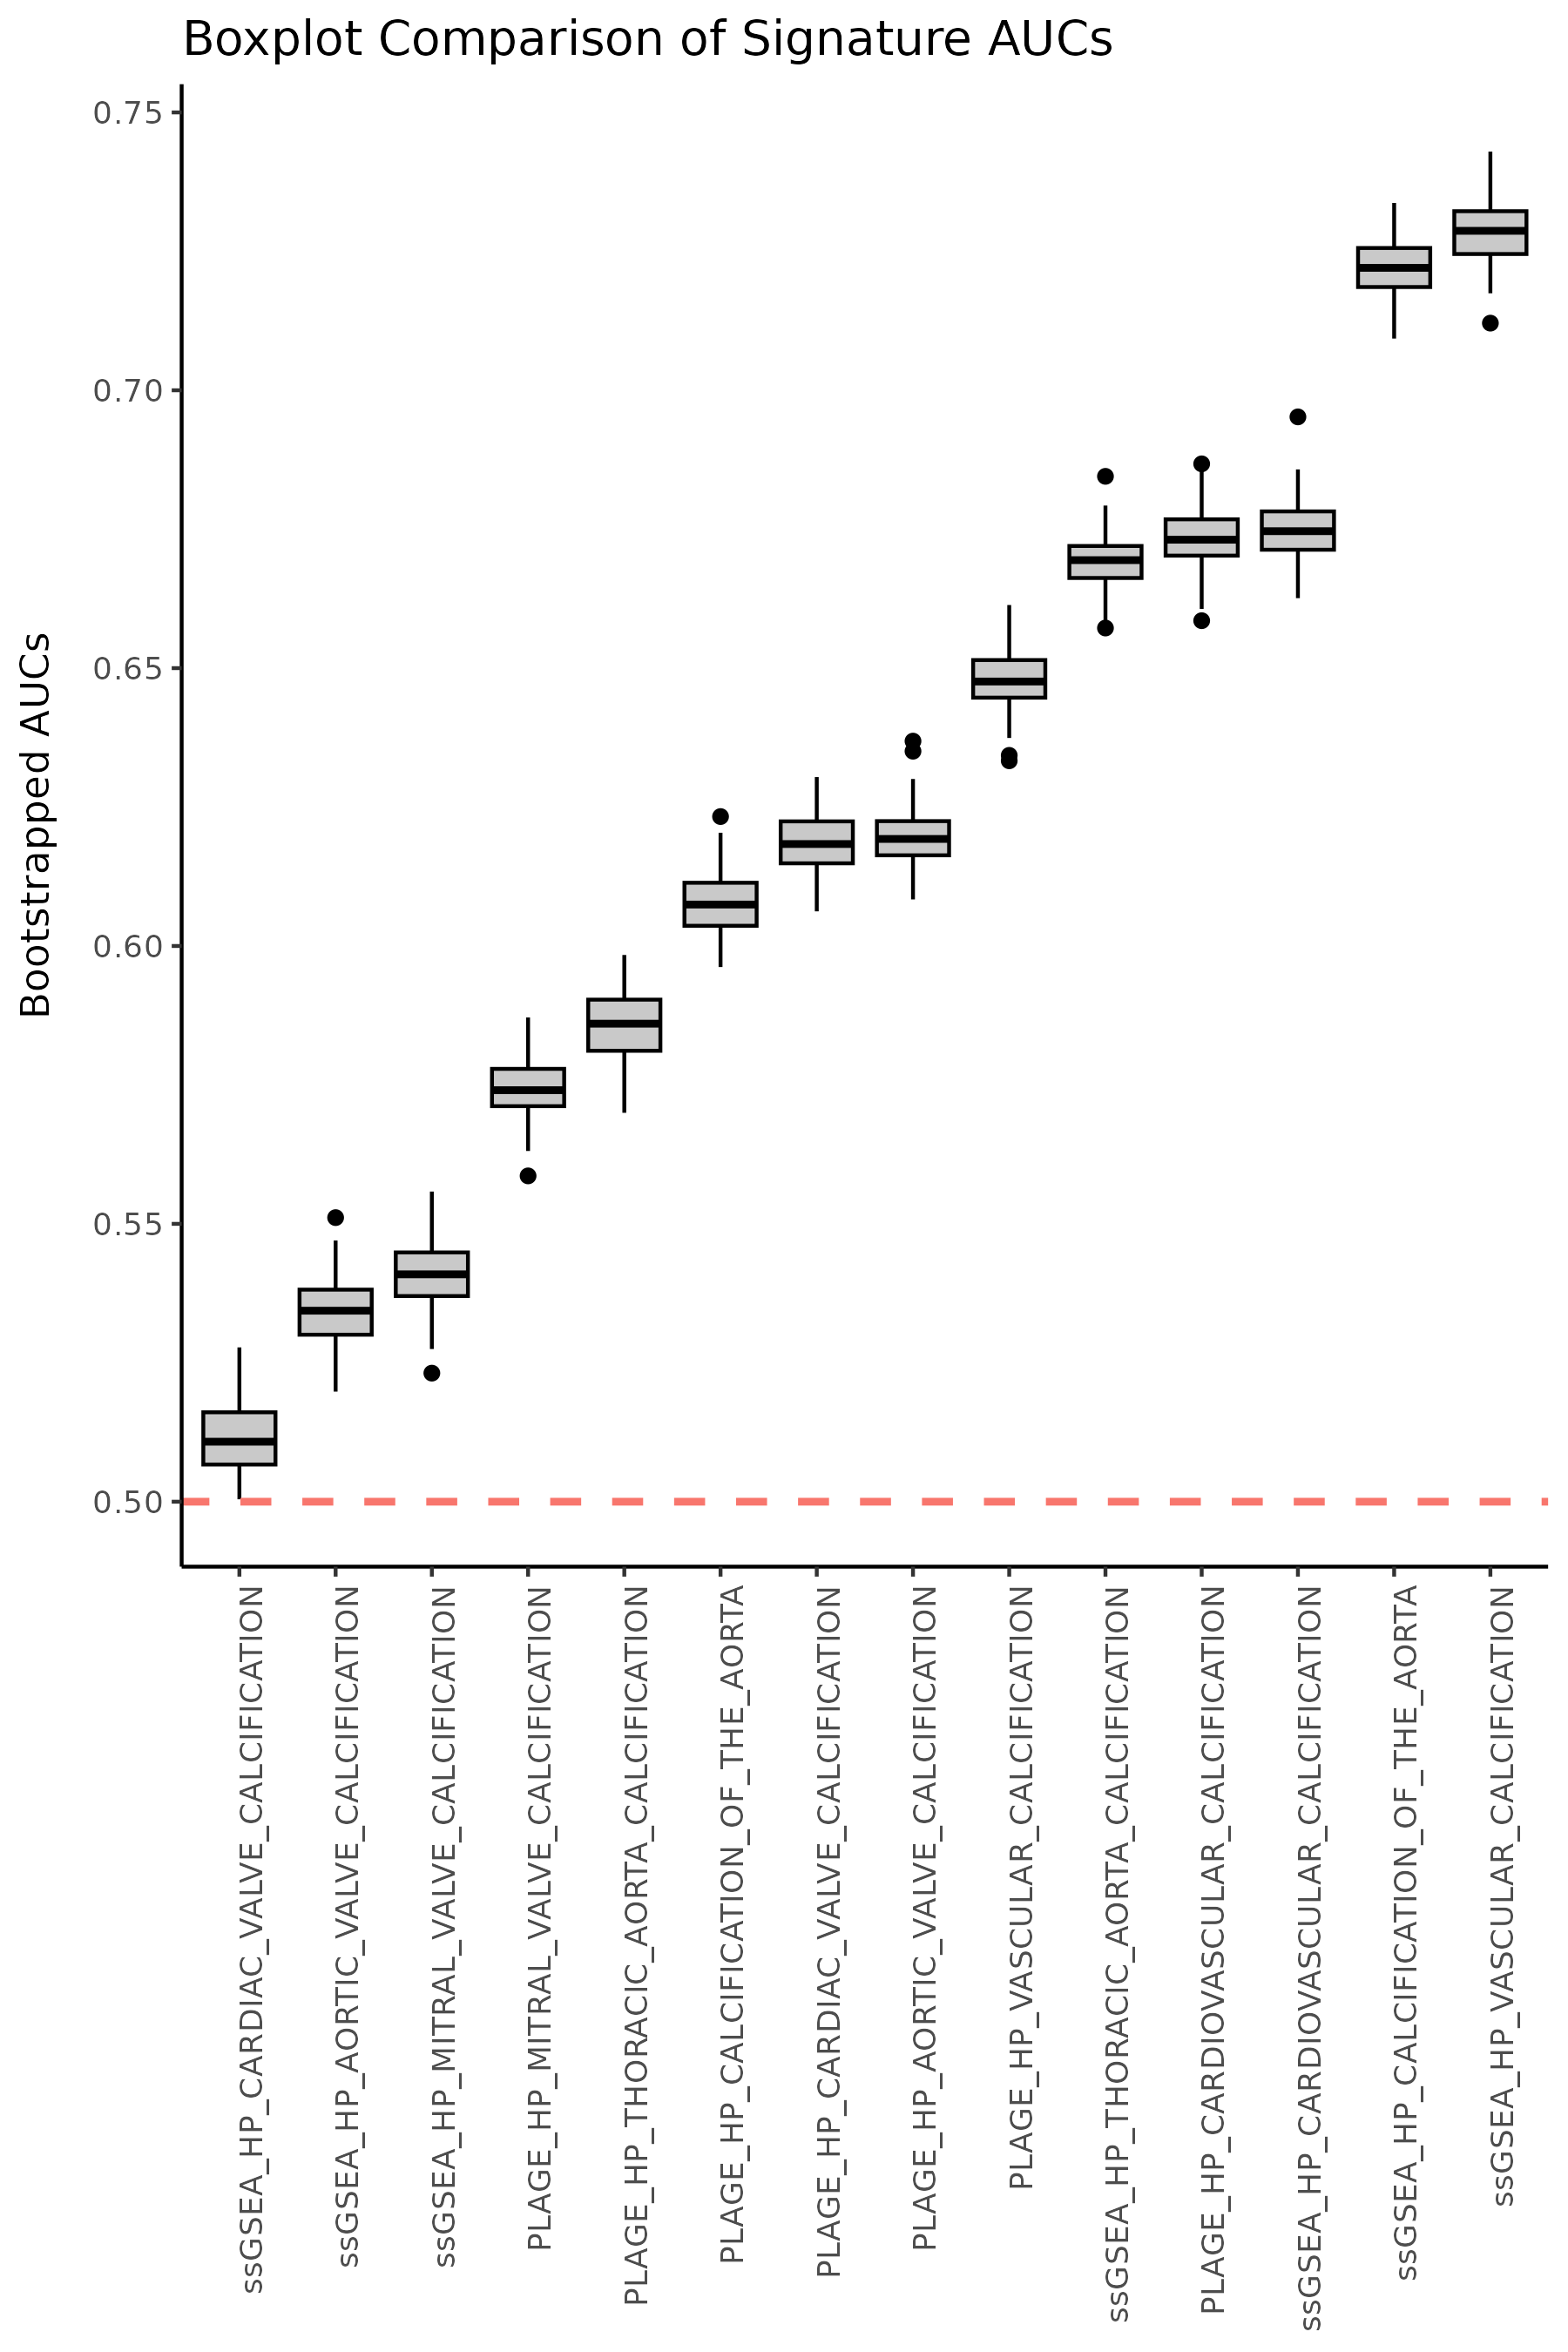 Boxplot Comparison of Signature AUCs
Bootstrapped AUCs
0.75
0.70
0.65
0.60
0.55
0.50
ssGSEA_HP_CARDIAC_VALVE_CALCIFICATION
ssGSEA_HP_AORTIC_VALVE_CALCIFICATION
ssGSEA_HP_MITRAL_VALVE_CALCIFICATION
PLAGE_HP_MITRAL_VALVE_CALCIFICATION
PLAGE_HP_THORACIC_AORTA_CALCIFICATION
PLAGE_HP_CALCIFICATION_OF_THE_AORTA
PLAGE_HP_CARDIAC_VALVE_CALCIFICATION
PLAGE_HP_AORTIC_VALVE_CALCIFICATION
PLAGE_HP_VASCULAR_CALCIFICATION
ssGSEA_HP_THORACIC_AORTA_CALCIFICATION
PLAGE_HP_CARDIOVASCULAR_CALCIFICATION
ssGSEA_HP_CARDIOVASCULAR_CALCIFICATION
ssGSEA_HP_CALCIFICATION_OF_THE_AORTA
ssGSEA_HP_VASCULAR_CALCIFICATION